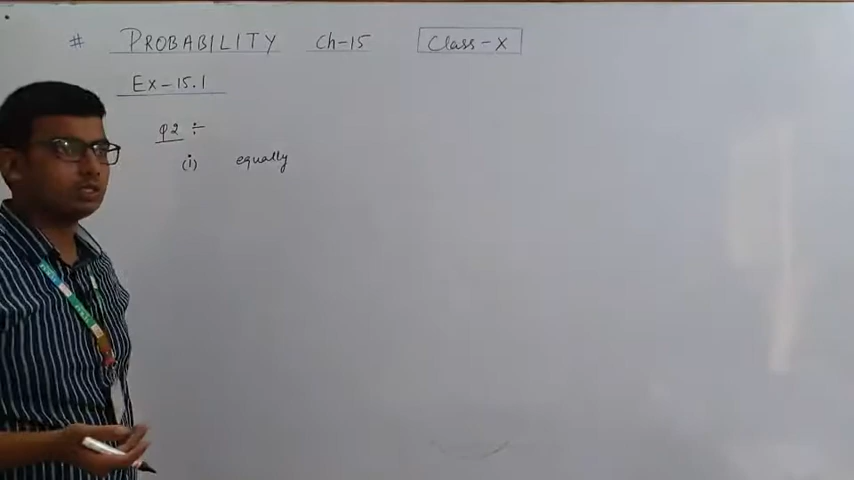 # PROBABILITY Ch-15 Class-X
Ex-15.1
Q2 ÷
(i) equally